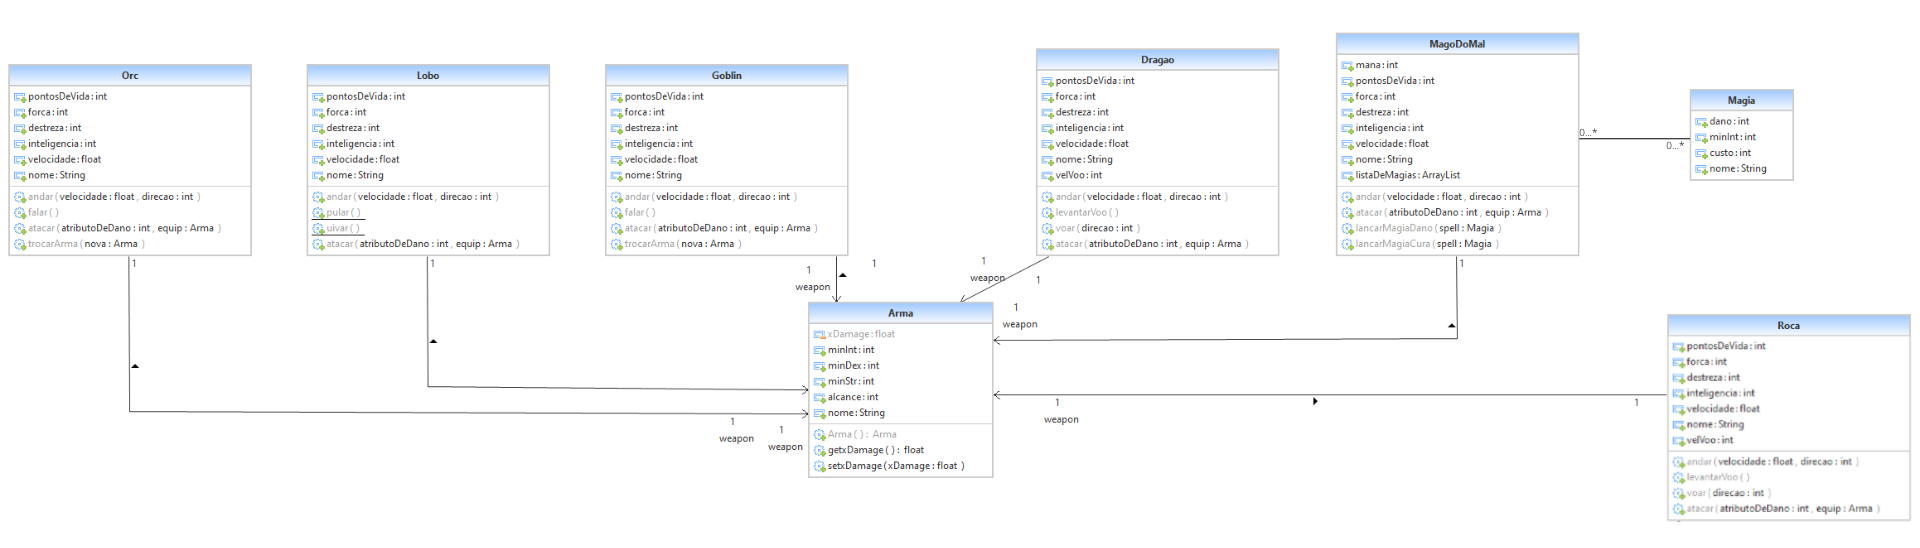 Orc
pontosDeVida : int
forca : int
destreza : int
inteligencia : int
velocidade : float
nome : String
andar ( velocidade : float , direcao : int )
falar ( )
atacar ( atributoDeDano : int , equip : Arma )
trocarArma ( nova : Arma )
1
Lobo
pontosDeVida : int
forca : int
destreza : int
inteligencia : int
velocidade : float
nome : String
andar ( velocidade : float , direcao : int )
pular ( )
uivar ( )
atacar ( atributoDeDano : int , equip : Arma )
1
Goblin
pontosDeVida : int
forca : int
destreza : int
inteligencia : int
velocidade : float
nome : String
andar ( velocidade : float , direcao : int )
falar ( )
atacar ( atributoDeDano : int , equip : Arma )
trocarArma ( nova : Arma )
1
1
weapon
Dragao
pontosDeVida : int
forca : int
destreza : int
inteligencia : int
velocidade : float
nome : String
velVoo : int
andar ( velocidade : float , direcao : int )
levantarVoo ( )
voar ( direcao : int )
atacar ( atributoDeDano : int , equip : Arma )
1
weapon
1
MagoDoMal
mana : int
pontosDeVida : int
forca : int
destreza : int
inteligencia : int
velocidade : float
nome : String
listaDeMagias : ArrayList
andar ( velocidade : float , direcao : int )
atacar ( atributoDeDano : int , equip : Arma )
lancarMagiaDano ( spell : Magia )
lancarMagiaCura ( spell : Magia )
1
0...*
0...*
Magia
dano : int
minInt : int
custo : int
nome : String
1
weapon
Arma
xDamage : float
minInt : int
minDex : int
minStr : int
alcance : int
nome : String
Arma ( ) : Arma
getxDamage ( ) : float
setxDamage ( xDamage : float )
1
weapon
1
weapon
1
weapon
1
Roca
pontosDeVida : int
forca : int
destreza : int
inteligencia : int
velocidade : float
nome : String
velVoo : int
andar ( velocidade : float , direcao : int )
levantarVoo ( )
voar ( direcao : int )
atacar ( atributoDeDano : int , equip : Arma )